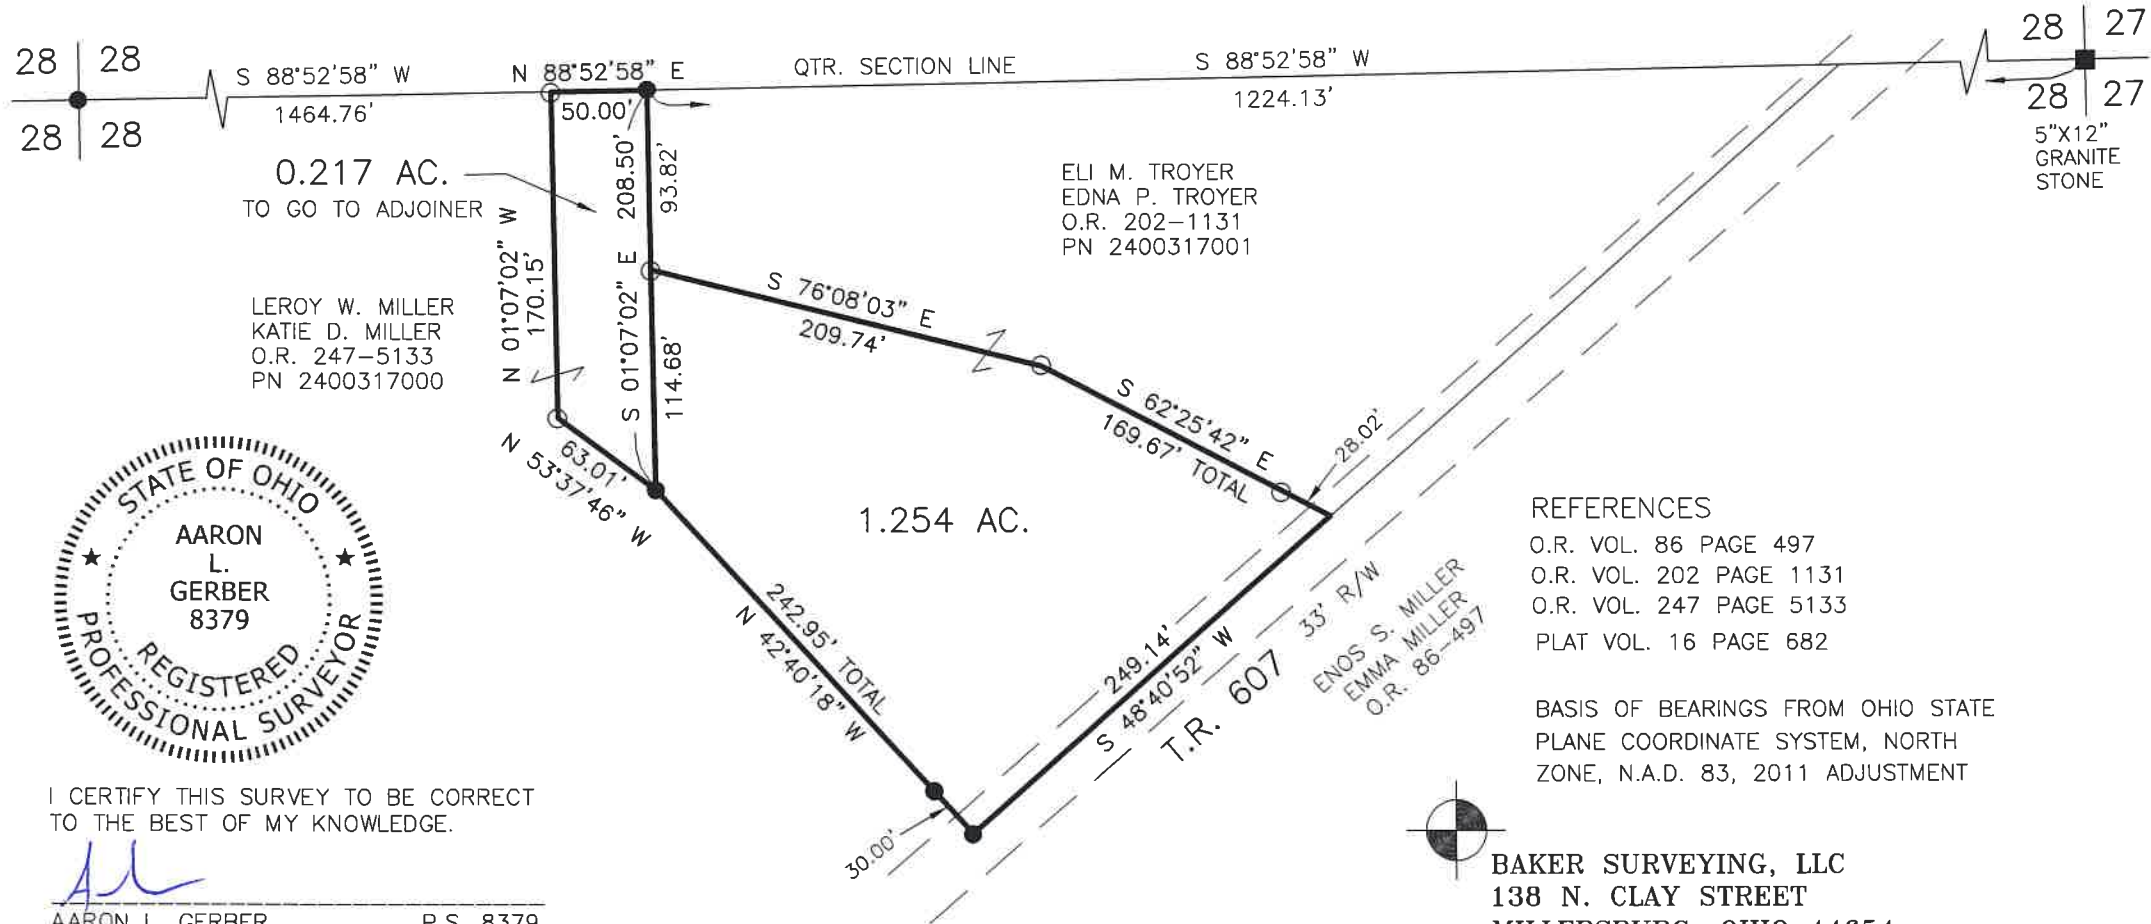 28 28
28 28
S 88°52'58" W
1464.76'
N 88°52'58" E
50.00'
QTR. SECTION LINE
S 88°52'58" W
1224.13'
28 27
28 27
5"X12"
GRANITE
STONE
0.217 AC.
TO GO TO ADJOINER
N 01°07'02" W
170.15'
S 01°07'02" E 208.50'
93.82'
114.68'
ELI M. TROYER
EDNA P. TROYER
O.R. 202-1131
PN 2400317001
LEROY W. MILLER
KATIE D. MILLER
O.R. 247-5133
PN 2400317000
S 76°08'03" E
209.74'
S 62°25'42" E
169.67' TOTAL
28.02'
63.01'
N 53°37'46" W
1.254 AC.
242.95' TOTAL
N 42°40'18" W
30.00'
249.14'
S 48°40'52" W
T.R. 607 33' R/W
ENOS S. MILLER
EMMA MILLER
O.R. 86-497
STATE OF OHIO
AARON
L.
GERBER
8379
REGISTERED
PROFESSIONAL SURVEYOR
REFERENCES
O.R. VOL. 86 PAGE 497
O.R. VOL. 202 PAGE 1131
O.R. VOL. 247 PAGE 5133
PLAT VOL. 16 PAGE 682
BASIS OF BEARINGS FROM OHIO STATE
PLANE COORDINATE SYSTEM, NORTH
ZONE, N.A.D. 83, 2011 ADJUSTMENT
I CERTIFY THIS SURVEY TO BE CORRECT
TO THE BEST OF MY KNOWLEDGE.
AARON L. GERBER P.S. 8379
BAKER SURVEYING, LLC
138 N. CLAY STREET
MILLERSBURG, OHIO 44654